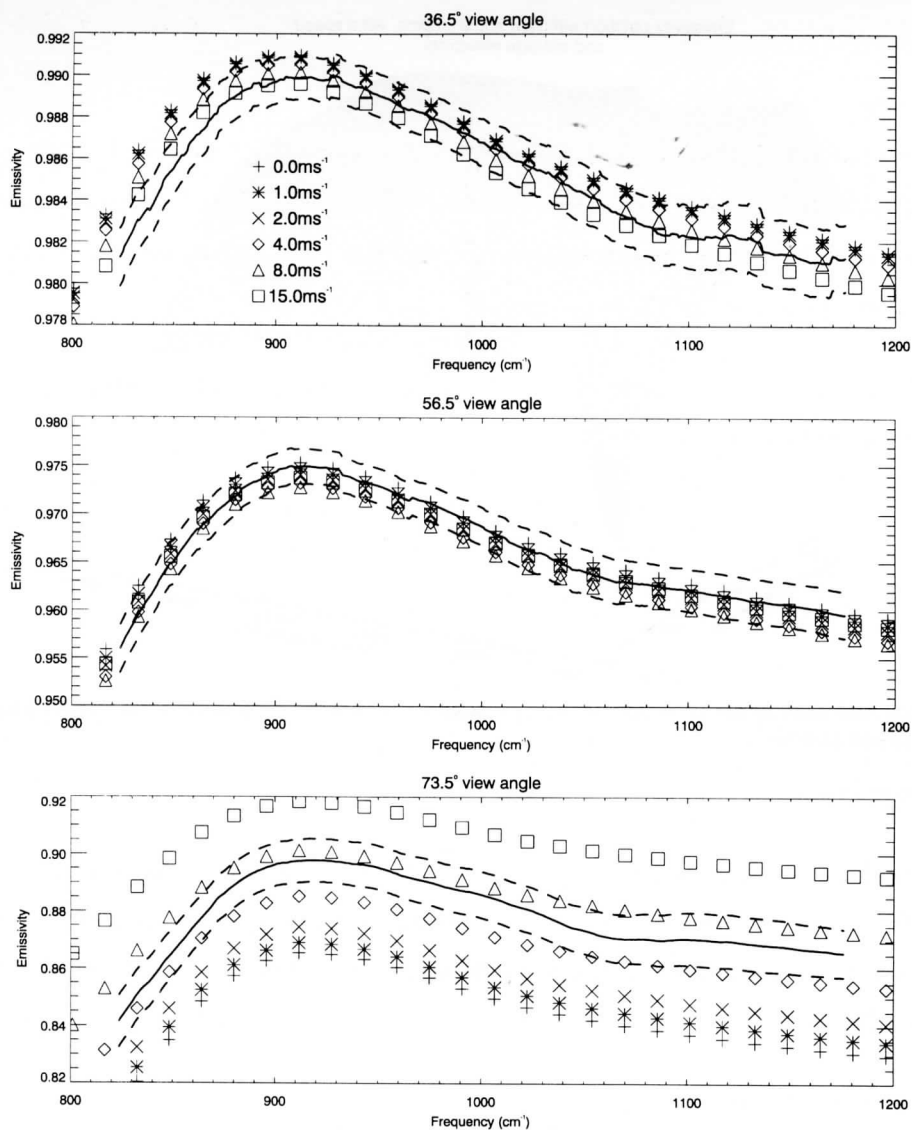 36.5° view angle
0.992
0.990
0.988
0.986
0.984
0.982
0.980
0.978
Emissivity
0.0ms⁻¹
1.0ms⁻¹
2.0ms⁻¹
4.0ms⁻¹
8.0ms⁻¹
15.0ms⁻¹
800
900
1000
1100
1200
Frequency (cm⁻¹)
56.5° view angle
0.980
0.975
0.970
0.965
0.960
0.955
0.950
Emissivity
800
900
1000
1100
1200
Frequency (cm⁻¹)
73.5° view angle
0.92
0.90
0.88
0.86
0.84
0.82
Emissivity
800
900
1000
1100
1200
Frequency (cm⁻¹)